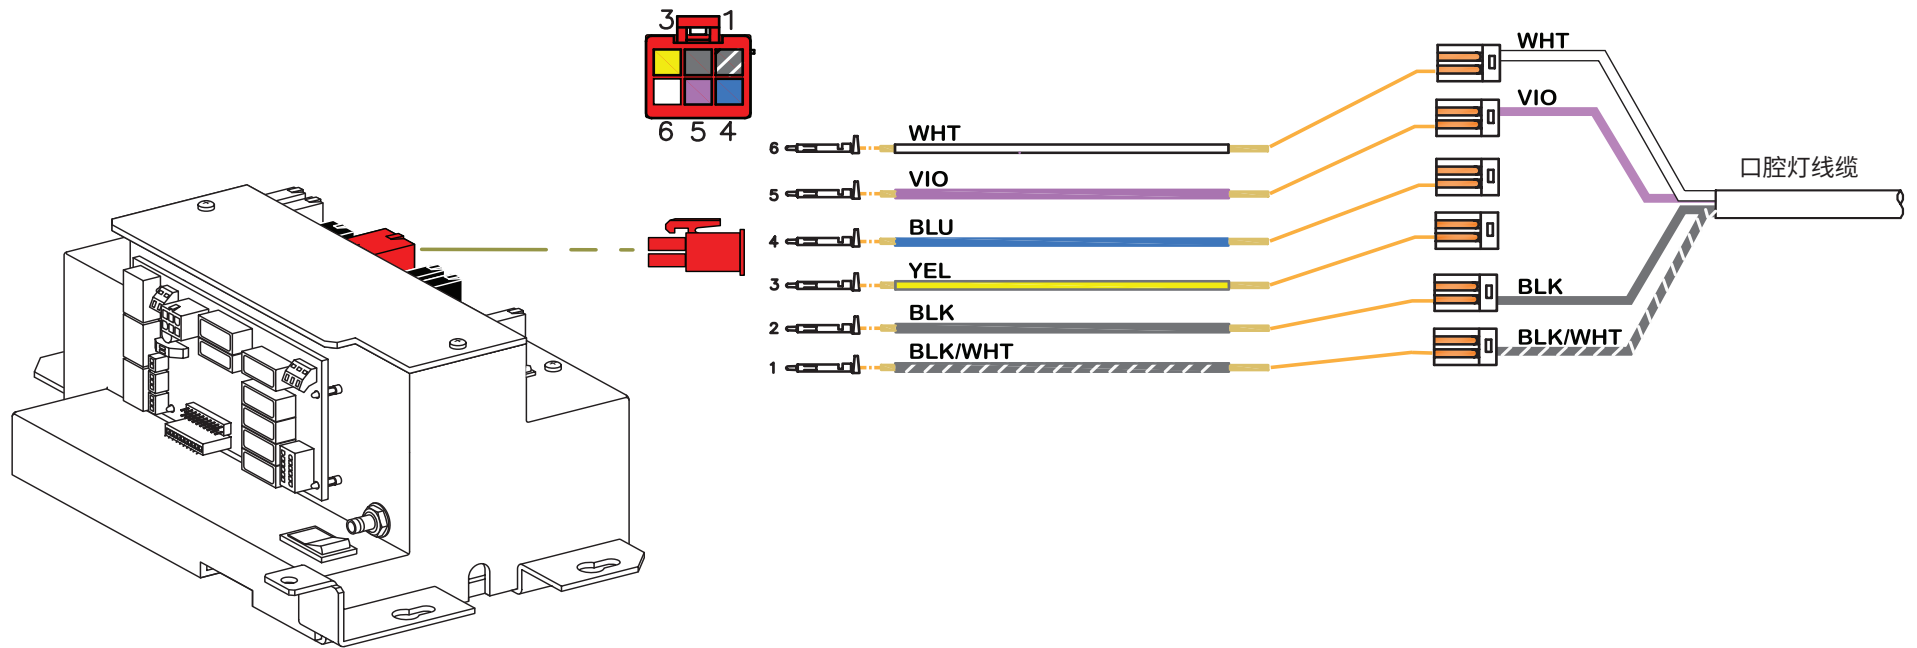 3 1
6 5 4
6 WHT
5 VIO
4 BLU
3 YEL
2 BLK
1 BLK/WHT
WHT
VIO
BLK
BLK/WHT
口腔灯线缆